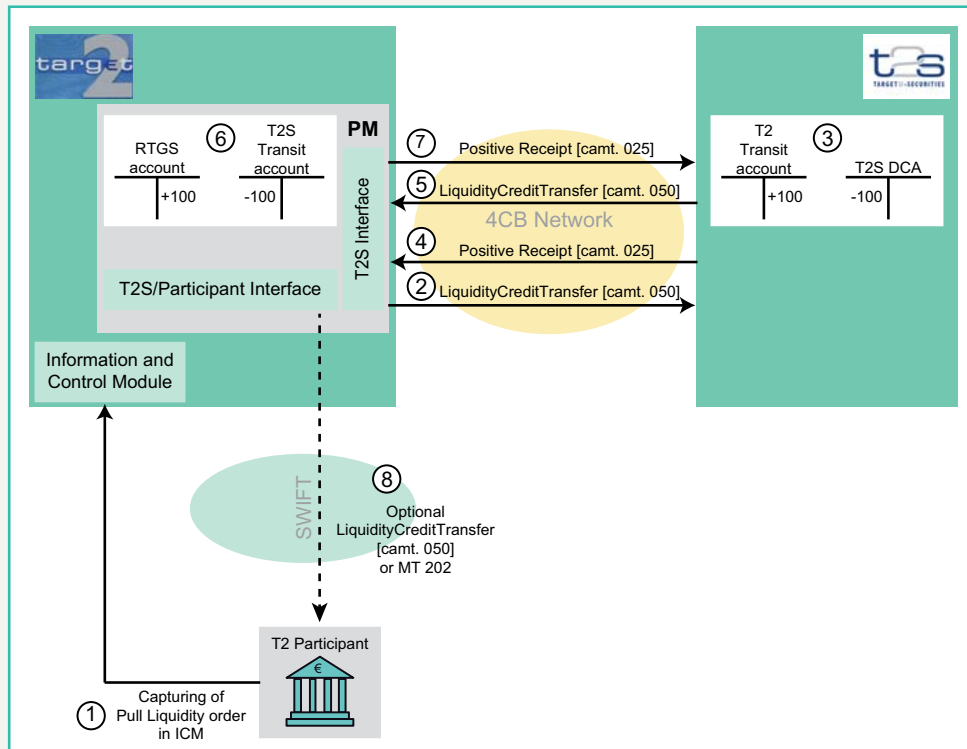 target
2
t2s
TARGET2-SECURITIES
PM
6
RTGS
account
+100
T2S
Transit
account
-100
T2S Interface
T2S/Participant Interface
Information and
Control Module
7
Positive Receipt [camt. 025]
5
LiquidityCreditTransfer [camt. 050]
4CB Network
4
Positive Receipt [camt. 025]
2
LiquidityCreditTransfer [camt. 050]
3
T2
Transit
account
+100
T2S DCA
-100
SWIFT
8
Optional
LiquidityCreditTransfer
[camt. 050]
or MT 202
T2 Participant
€
1
Capturing of
Pull Liquidity order
in ICM